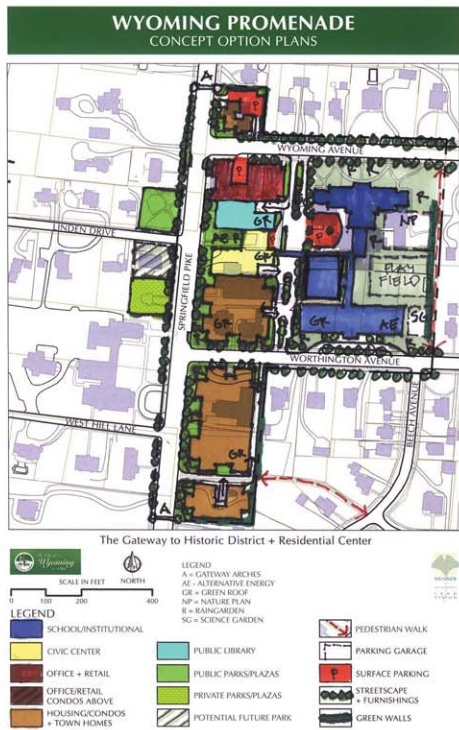 WYOMING PROMENADE
CONCEPT OPTION PLANS
A
P
WYOMING AVENUE
P
R
R
R
GR
NP
AE R
P
R
LINDEN DRIVE
GR
PLAY
FIELD
SPRINGFIELD PIKE
GR
GR
AE
SG
R
WORTHINGTON AVENUE
WEST HILL LANE
GR
BEECH AVENUE
A
The Gateway to Historic District + Residential Center
Wyoming
SCALE IN FEET
NORTH
0 100 200 400
LEGEND
A = GATEWAY ARCHES
AE - ALTERNATIVE ENERGY
GR = GREEN ROOF
NP = NATURE PLAN
R = RAINGARDEN
SG = SCIENCE GARDEN
LEGEND
SCHOOL/INSTITUTIONAL
CIVIC CENTER
OFFICE + RETAIL
OFFICE/RETAIL
CONDOS ABOVE
HOUSING/CONDOS
+ TOWN HOMES
PUBLIC LIBRARY
PUBLIC PARKS/PLAZAS
PRIVATE PARKS/PLAZAS
POTENTIAL FUTURE PARK
PEDESTRIAN WALK
PARKING GARAGE
P
SURFACE PARKING
STREETSCAPE
+ FURNISHINGS
GREEN WALLS